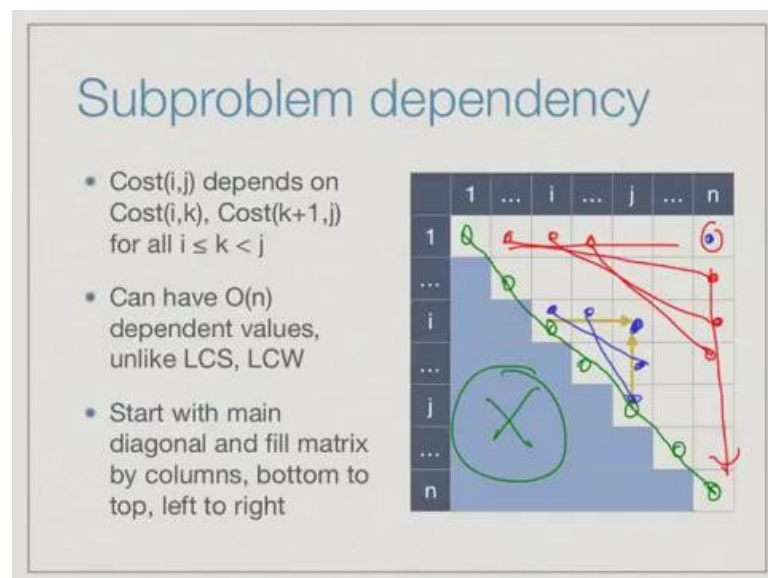 Subproblem dependency
• Cost(i,j) depends on
Cost(i,k), Cost(k+1,j)
for all i ≤ k < j
• Can have O(n)
dependent values,
unlike LCS, LCW
• Start with main
diagonal and fill matrix
by columns, bottom to
top, left to right
1 ... i ... j ... n
1
...
i
...
j
...
n
X